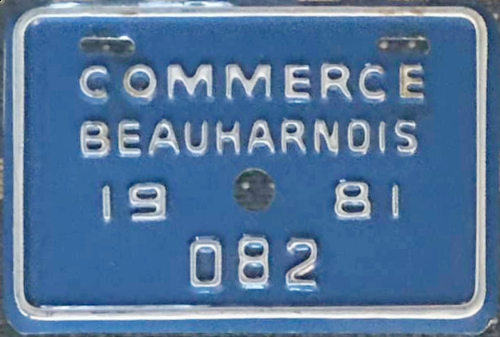 COMMERCE
BEAUHARNOIS
19 81
082